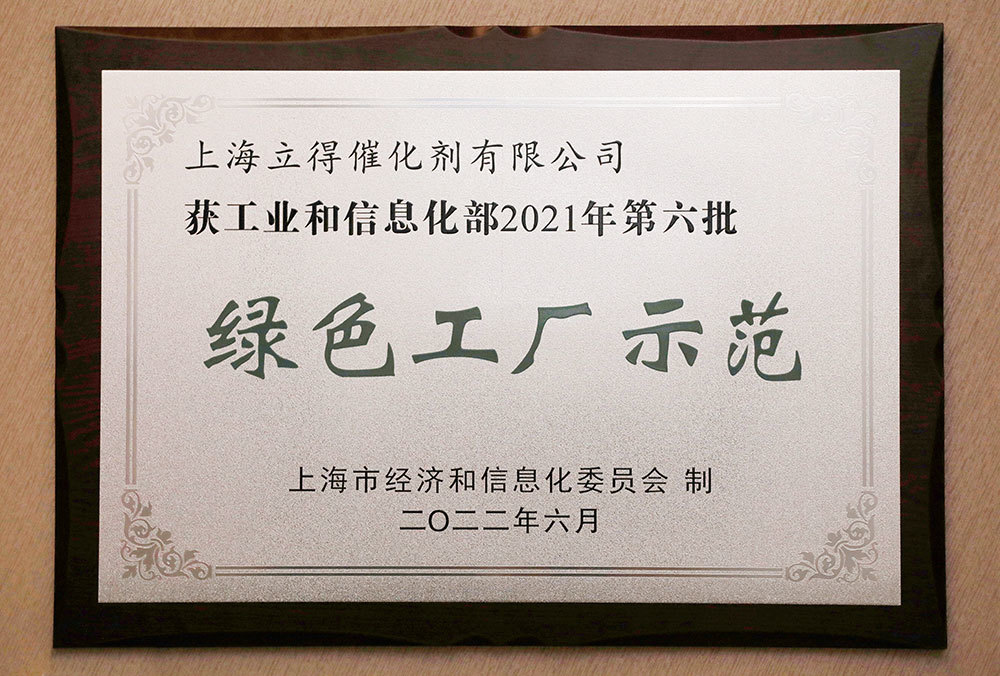 上海立得催化剂有限公司
获工业和信息化部2021年第六批
绿色工厂示范
上海市经济和信息化委员会 制
二〇二二年六月